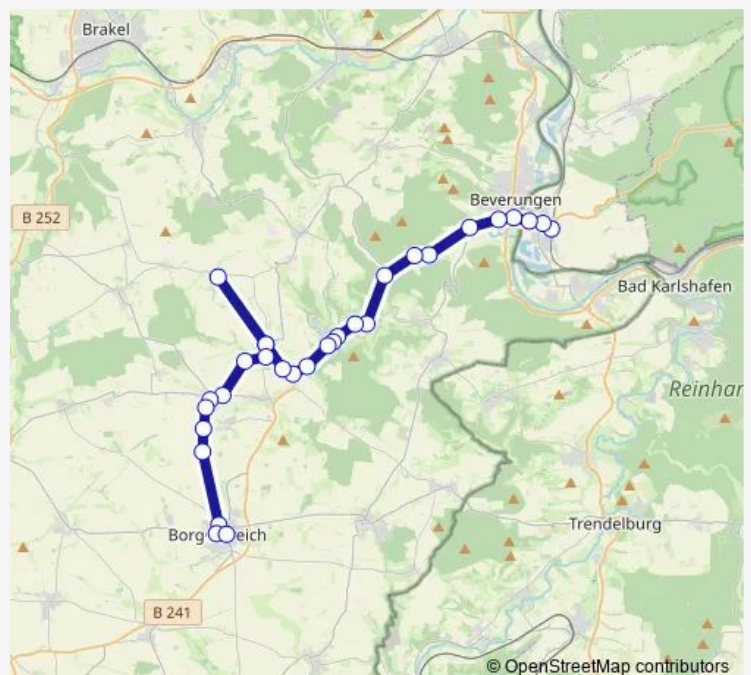 Brakel
B 252
Beverungen
Bad Karlshafen
Reinhar
Trendelburg
Borg eich
B 241
© OpenStreetMap contributors